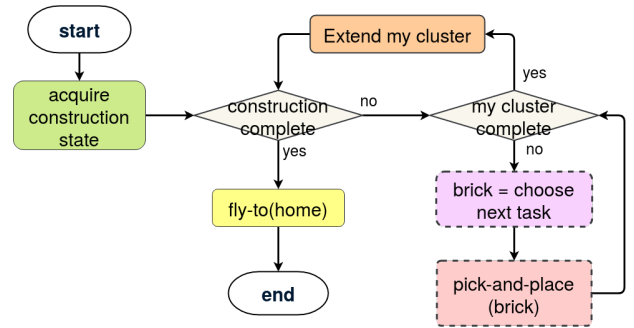 start
Extend my cluster
acquire
construction
state
construction
complete
no
my cluster
complete
yes
yes
no
fly-to(home)
brick = choose
next task
end
pick-and-place
(brick)